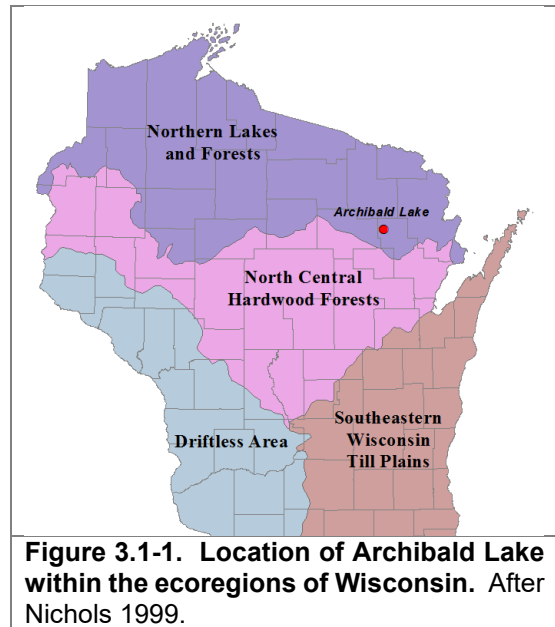 Northern Lakes
and Forests
Archibald Lake
North Central
Hardwood Forests
Driftless Area
Southeastern
Wisconsin
Till Plains
Figure 3.1-1. Location of Archibald Lake
within the ecoregions of Wisconsin. After
Nichols 1999.